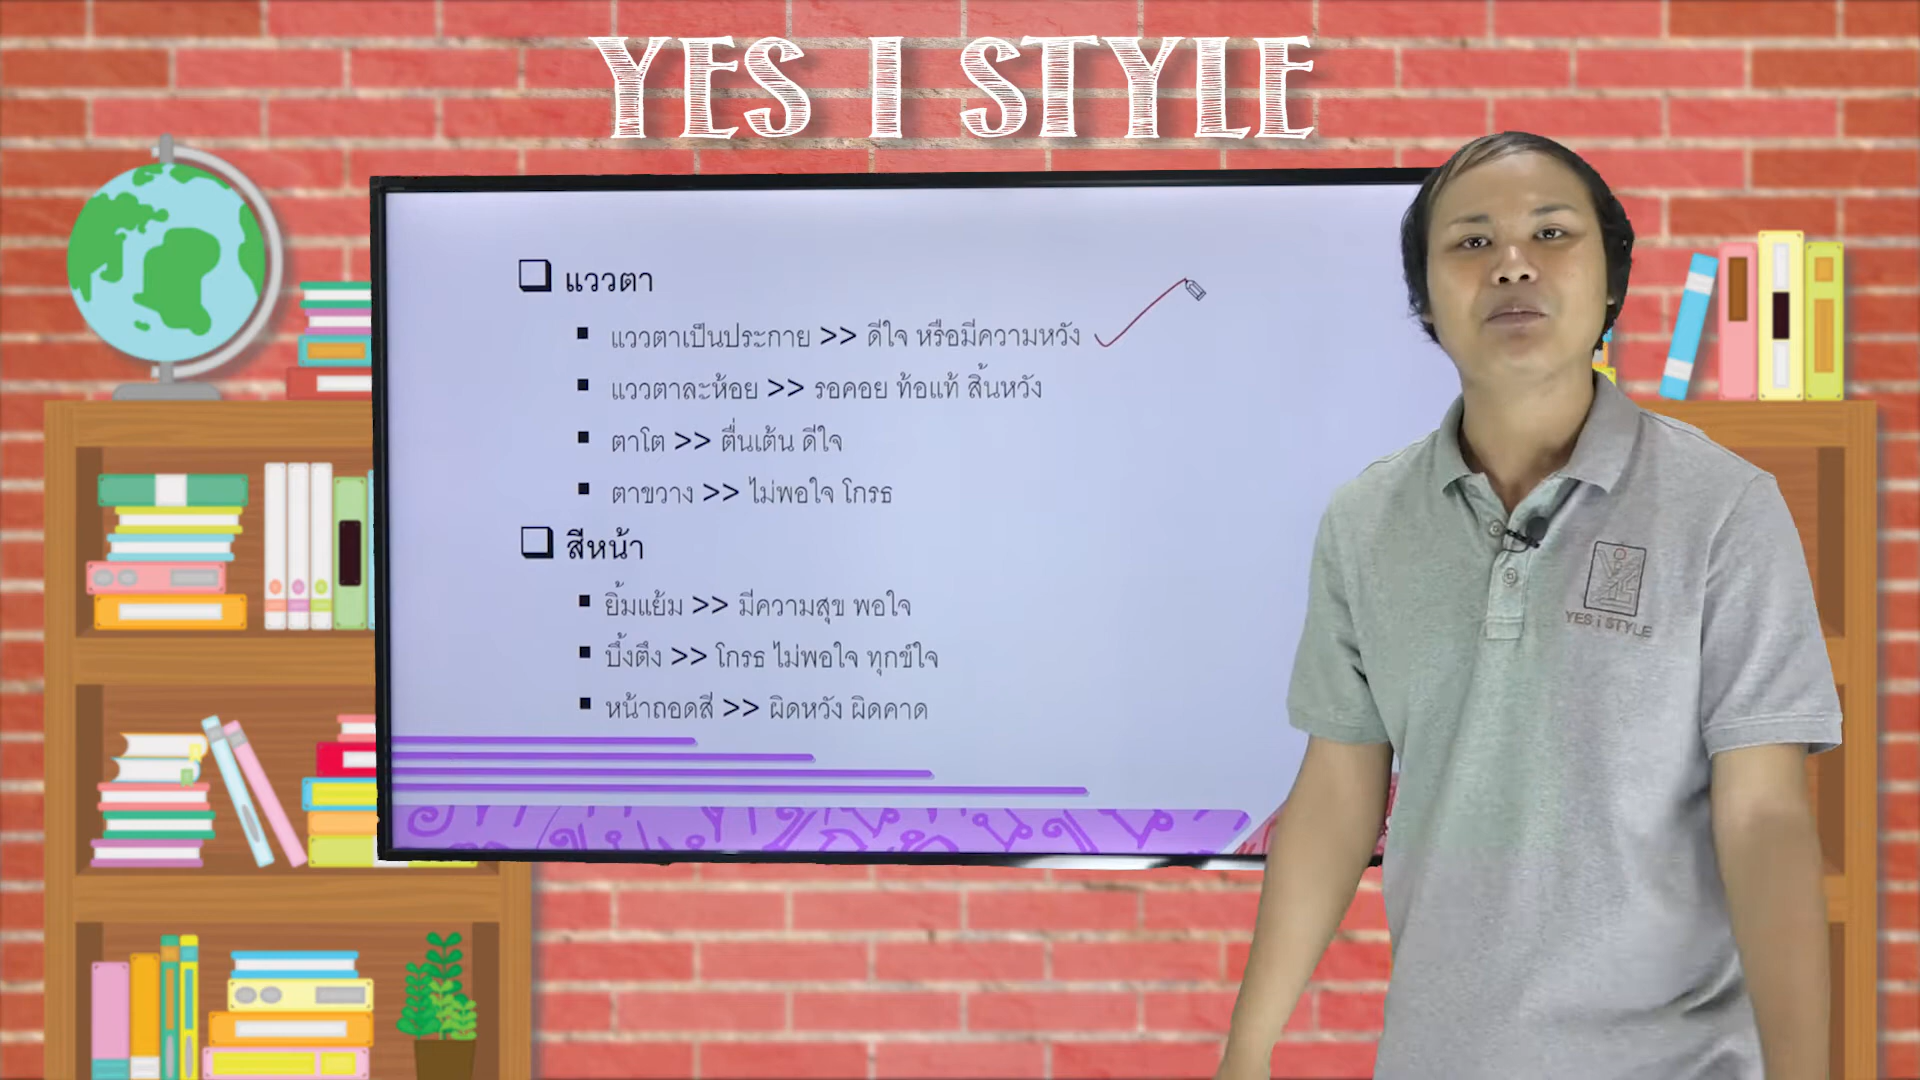 YES I STYLE
แววตา
แววตาเป็นประกาย >> ดีใจ หรือมีความหวัง
แววตาละห้อย >> รอคอย ท้อแท้ สิ้นหวัง
ตาโต >> ตื่นเต้น ดีใจ
ตาขวาง >> ไม่พอใจ โกรธ
สีหน้า
ยิ้มแย้ม >> มีความสุข พอใจ
บึ้งตึง >> โกรธ ไม่พอใจ ทุกข์ใจ
หน้าถอดสี >> ผิดหวัง ผิดคาด
YES i STYLE